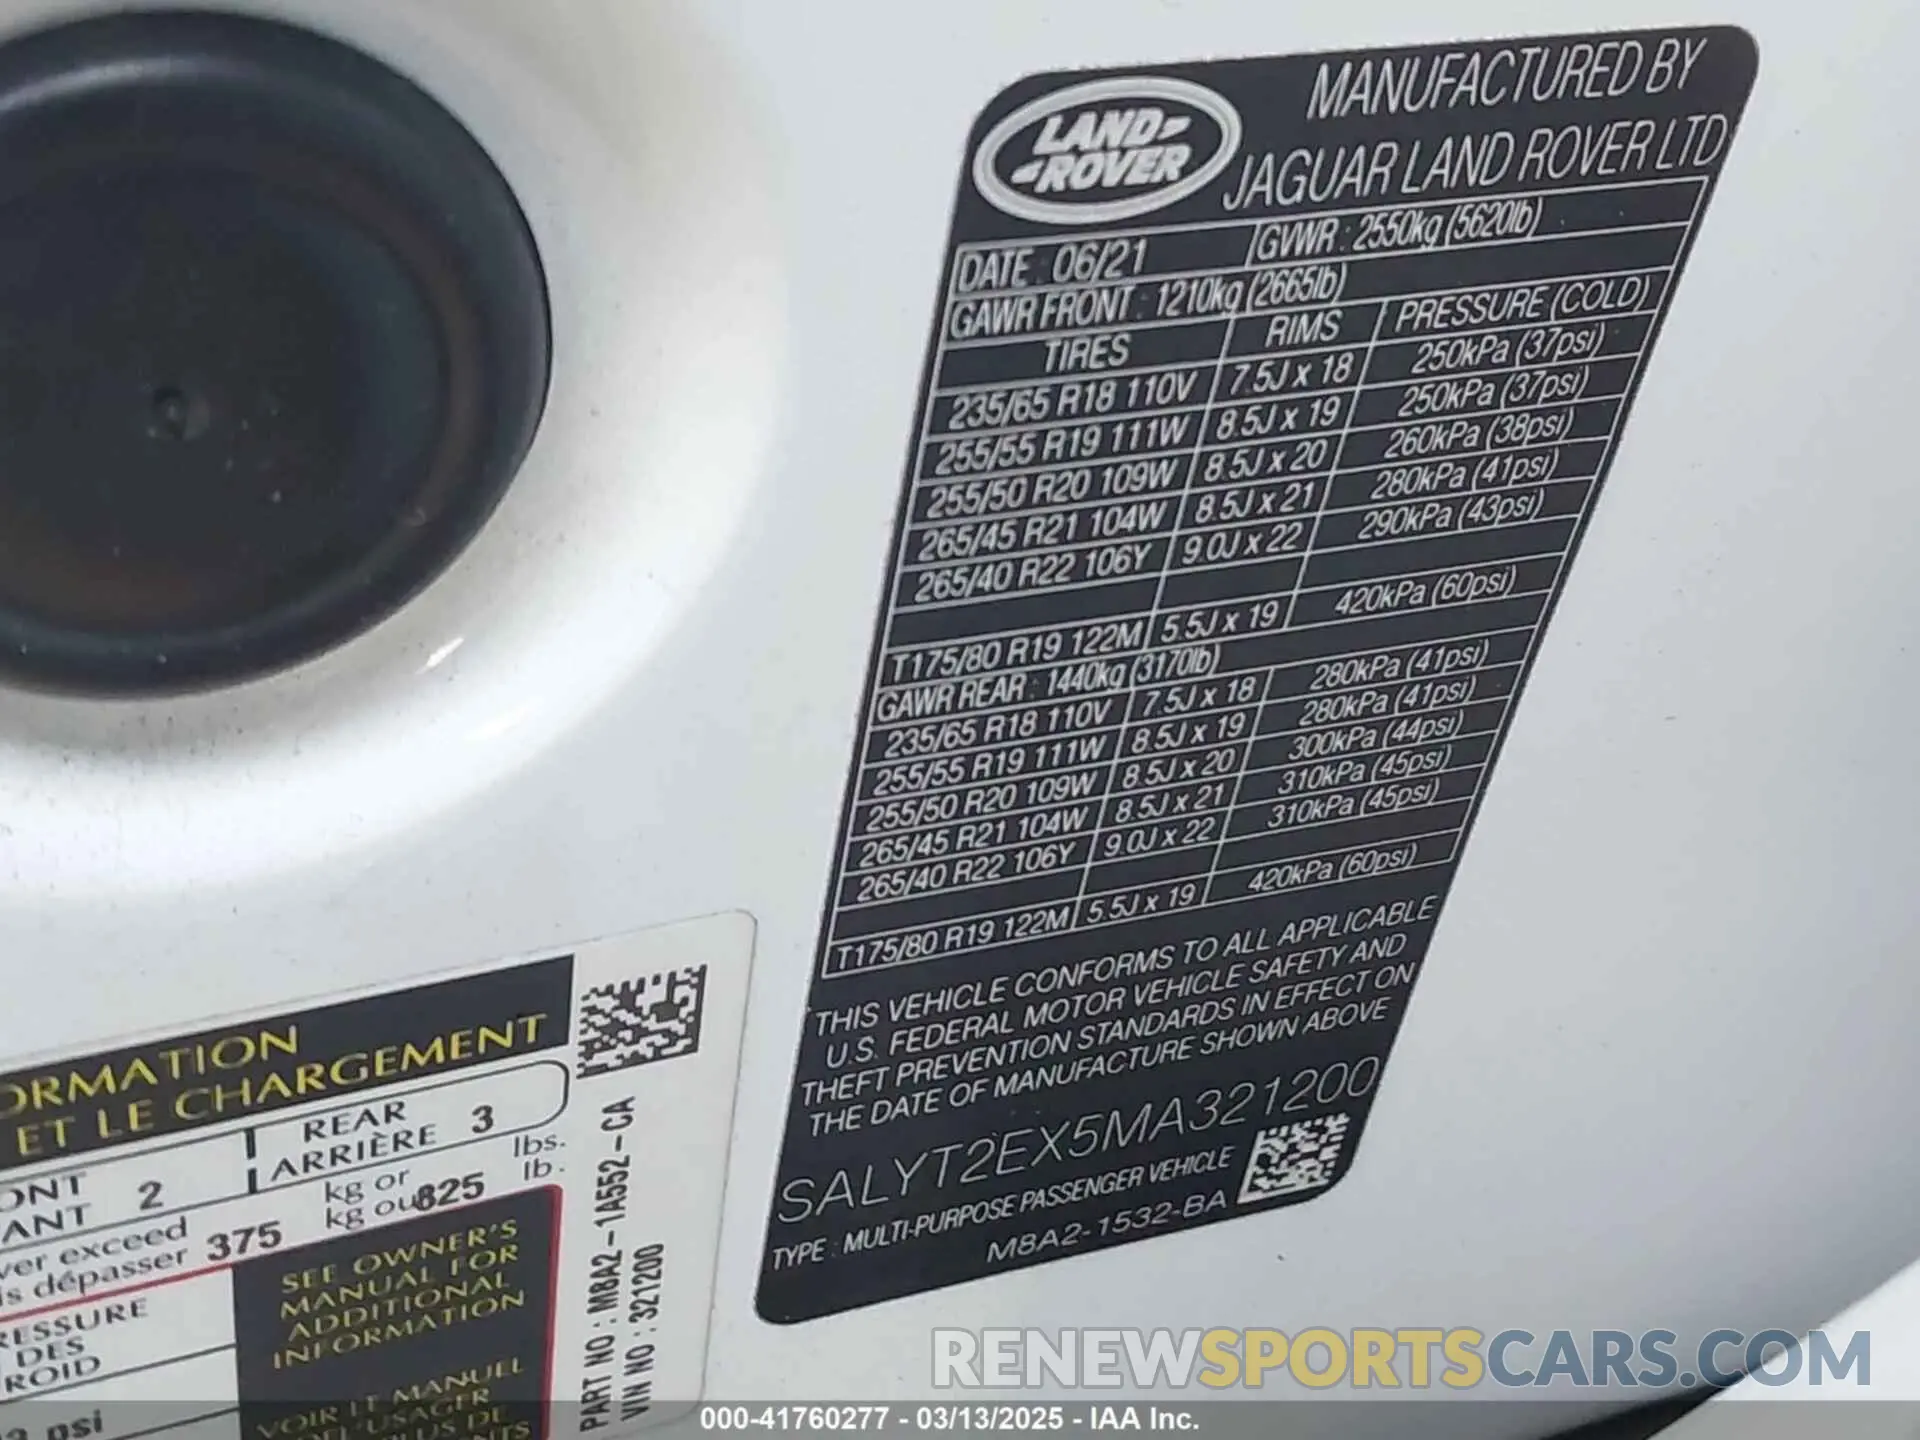 LAND
ROVER
MANUFACTURED BY
JAGUAR LAND ROVER LTD
DATE : 06/21 GVWR : 2550kg (5620lb)
GAWR FRONT : 1210kg (2665lb)
TIRES RIMS PRESSURE (COLD)
235/65 R18 110V 7.5J x 18 250kPa (37psi)
255/55 R19 111W 8.5J x 19 250kPa (37psi)
255/50 R20 109W 8.5J x 20 260kPa (38psi)
265/45 R21 104W 8.5J x 21 280kPa (41psi)
265/40 R22 106Y 9.0J x 22 290kPa (43psi)
T175/80 R19 122M 5.5J x 19 420kPa (60psi)
GAWR REAR : 1440kg (3170lb)
235/65 R18 110V 7.5J x 18 280kPa (41psi)
255/55 R19 111W 8.5J x 19 280kPa (41psi)
255/50 R20 109W 8.5J x 20 300kPa (44psi)
265/45 R21 104W 8.5J x 21 310kPa (45psi)
265/40 R22 106Y 9.0J x 22 310kPa (45psi)
T175/80 R19 122M 5.5J x 19 420kPa (60psi)
THIS VEHICLE CONFORMS TO ALL APPLICABLE
U.S. FEDERAL MOTOR VEHICLE SAFETY AND
THEFT PREVENTION STANDARDS IN EFFECT ON
THE DATE OF MANUFACTURE SHOWN ABOVE
SALYT2EX5MA321200
TYPE : MULTI-PURPOSE PASSENGER VEHICLE
M8A2-1532-BA
ORMATION
ET LE CHARGEMENT
ONT
ANT 2
REAR
ARRIÈRE 3
ver exceed
is dépasser 375
kg or
kg ou 825
lbs.
lb.
RESSURE
DES
ROID
psi
SEE OWNER'S
MANUAL FOR
ADDITIONAL
INFORMATION
VOIR LE MANUEL
DE L'USAGER
PLUS DE
PART NO : M8A2-1A552-CA
VIN NO : 321200
RENEWSPORTSCARS.COM
000-41760277 - 03/13/2025 - IAA Inc.